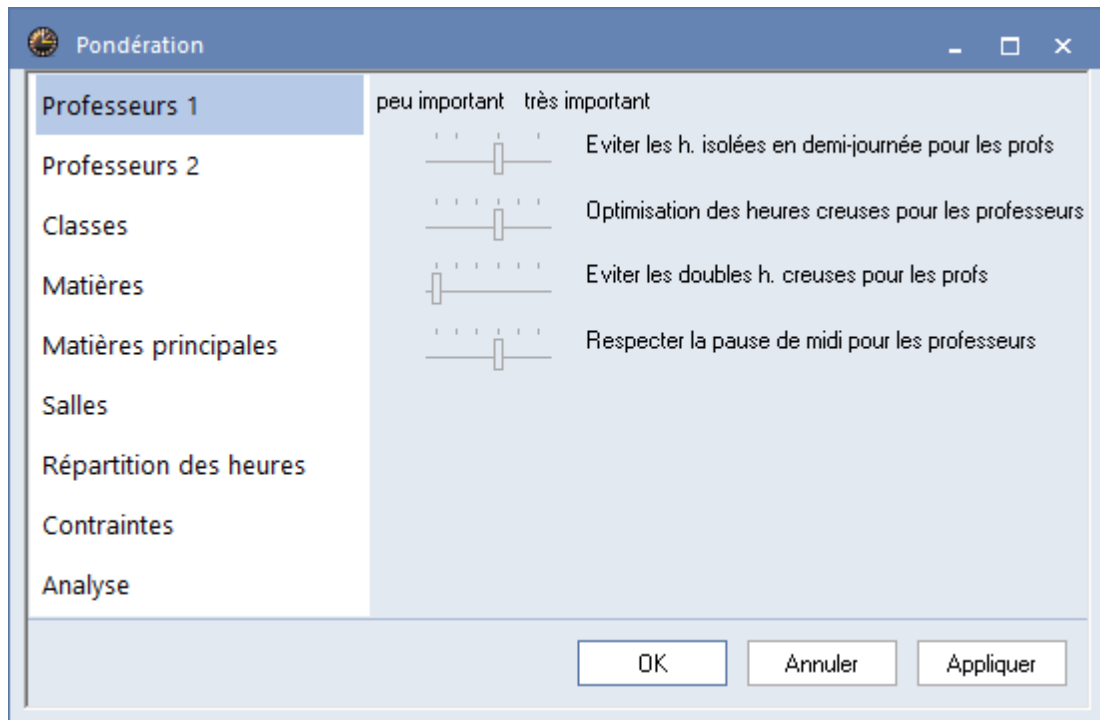 Pondération
Professeurs 1
Professeurs 2
Classes
Matières
Matières principales
Salles
Répartition des heures
Contraintes
Analyse
peu important très important
Eviter les h. isolées en demi-journée pour les profs
Optimisation des heures creuses pour les professeurs
Eviter les doubles h. creuses pour les profs
Respecter la pause de midi pour les professeurs
OK Annuler Appliquer